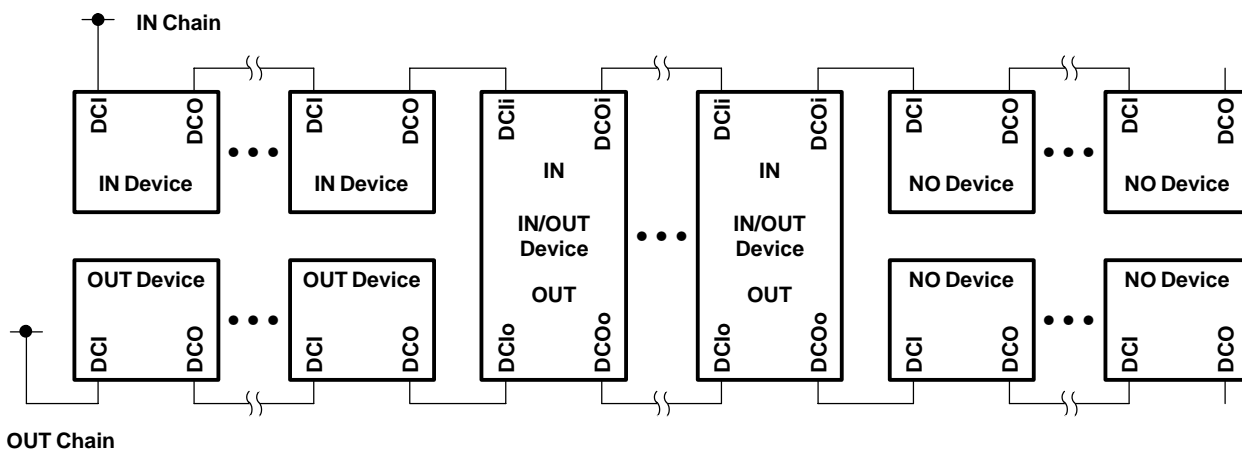 IN Chain
DCI
DCO
DCI
DCO
DCIi
DCOi
DCIi
DCOi
DCI
DCO
DCI
DCO
IN Device
IN Device
IN
IN
NO Device
NO Device
IN/OUT
Device
IN/OUT
Device
OUT Device
OUT Device
OUT
OUT
NO Device
NO Device
DCI
DCO
DCI
DCO
DCIo
DCOo
DCIo
DCOo
DCI
DCO
DCI
DCO
OUT Chain